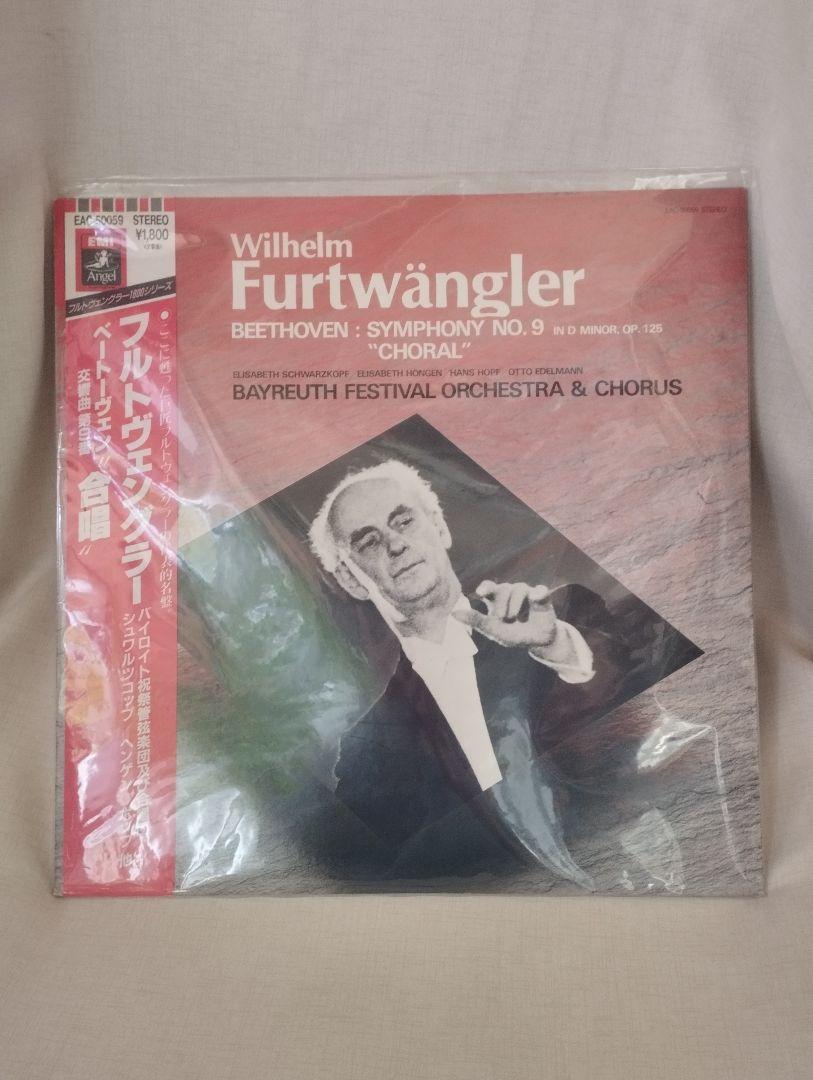 EAC-60059 STEREO
¥1,800
EMI
Angel
フルトヴェングラー1800シリーズ
フルトヴェングラー
ベートーヴェン
交響曲 第9番
"合唱"
バイロイト祝祭管弦楽団及び合唱
シュワルツコップ ヘンゲン
他
EAC-60059 STEREO
Wilhelm
Furtwängler
BEETHOVEN : SYMPHONY NO. 9 IN D MINOR, OP. 125
"CHORAL"
ELISABETH SCHWARZKOPF ELISABETH HÖNGEN HANS HOPF OTTO EDELMANN
BAYREUTH FESTIVAL ORCHESTRA & CHORUS